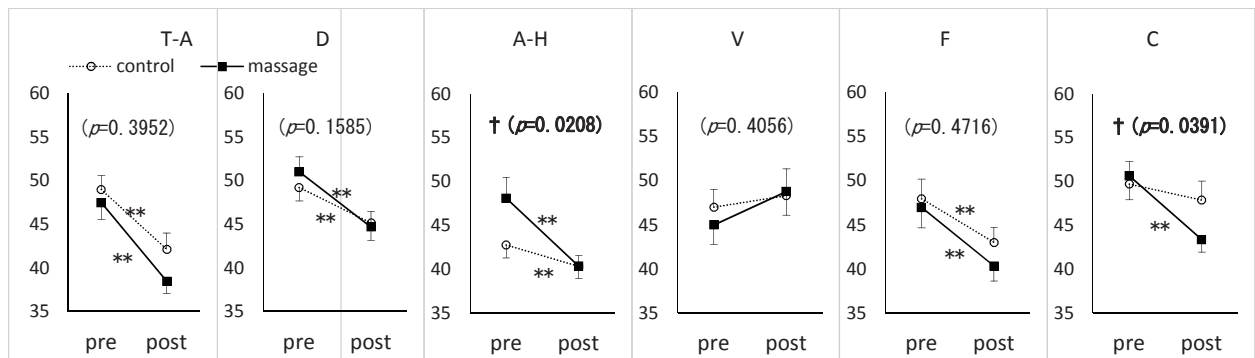 T-A D A-H V F C
control massage
60 60 60 60 60 60
(p=0.3952) (p=0.1585) † (p=0.0208) (p=0.4056) (p=0.4716) † (p=0.0391)
55 55 55 55 55 55
50 50 50 50 50 50
** ** ** **
45 ** 45 45 45 45 45
** ** ** **
40 40 40 ** 40 40 40
35 35 35 35 35 35
pre post pre post pre post pre post pre post pre post